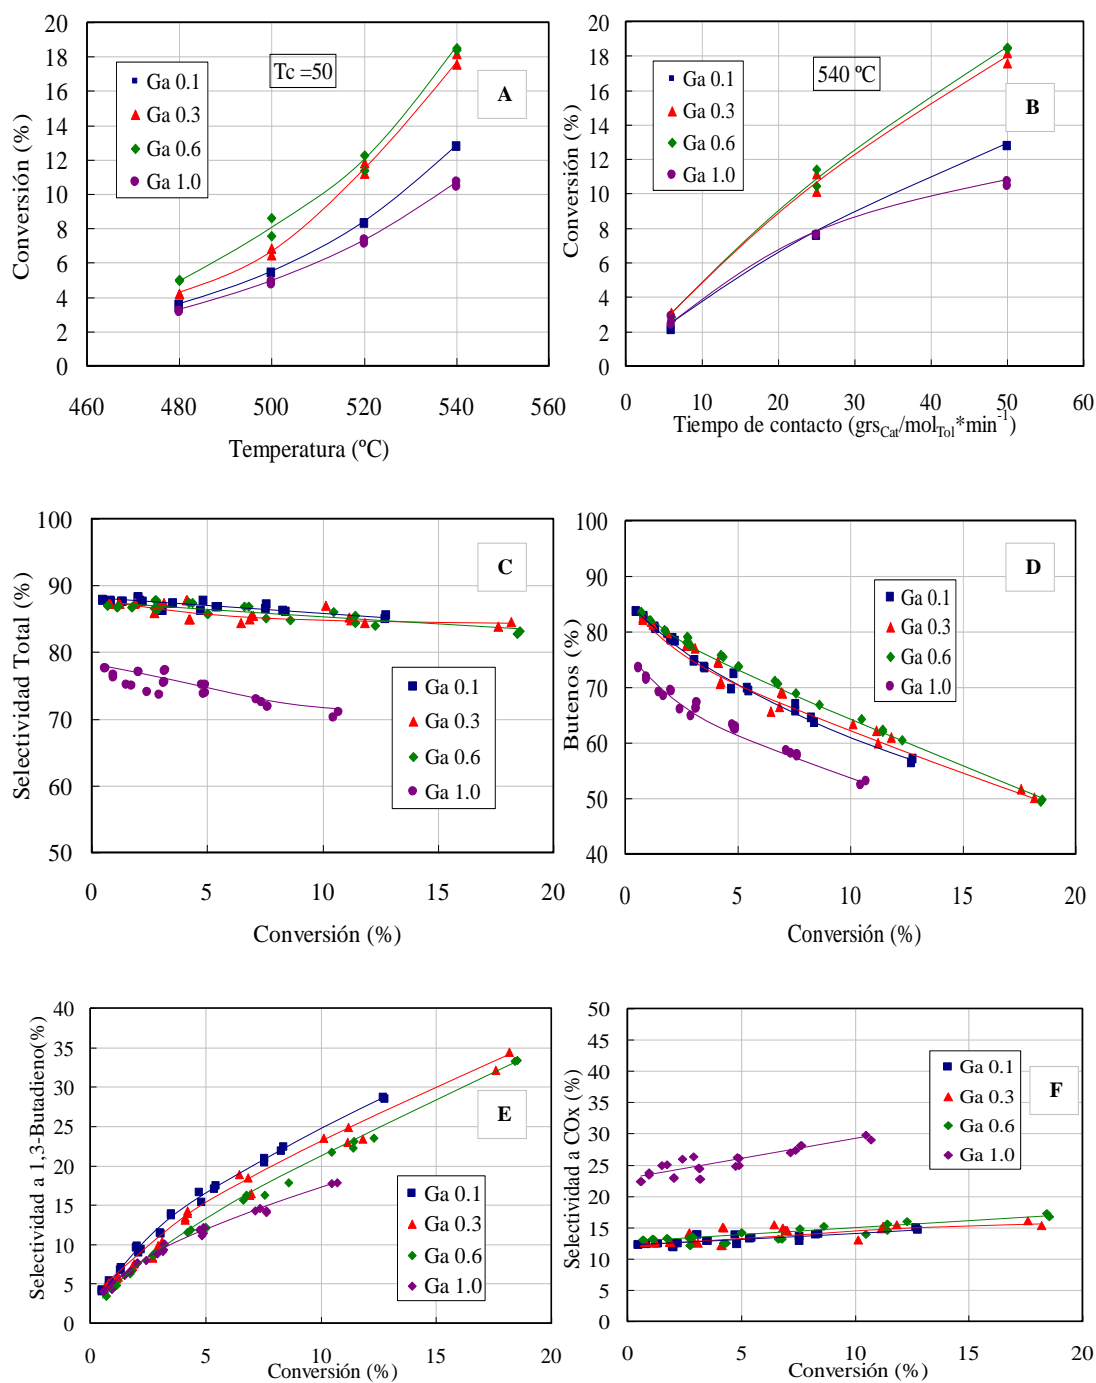 20
18
16
14
12
10
8
6
4
2
0
460
480
500
520
540
560
Conversión (%)
Temperatura (ºC)
Tc =50
A
Ga 0.1
Ga 0.3
Ga 0.6
Ga 1.0
20
18
16
14
12
10
8
6
4
2
0
0
10
20
30
40
50
60
Conversión (%)
Tiempo de contacto (grsCat/molTol*min-1)
540 ºC
B
Ga 0.1
Ga 0.3
Ga 0.6
Ga 1.0
100
90
80
70
60
50
0
5
10
15
20
Selectividad Total (%)
Conversión (%)
C
Ga 0.1
Ga 0.3
Ga 0.6
Ga 1.0
100
90
80
70
60
50
40
0
5
10
15
20
Butenos (%)
Conversión (%)
D
Ga 0.1
Ga 0.3
Ga 0.6
Ga 1.0
40
35
30
25
20
15
10
5
0
0
5
10
15
20
Selectividad a 1,3-Butadieno(%)
Conversión (%)
E
Ga 0.1
Ga 0.3
Ga 0.6
Ga 1.0
50
45
40
35
30
25
20
15
10
5
0
0
5
10
15
20
Selectividad a COx (%)
Conversión (%)
F
Ga 0.1
Ga 0.3
Ga 0.6
Ga 1.0